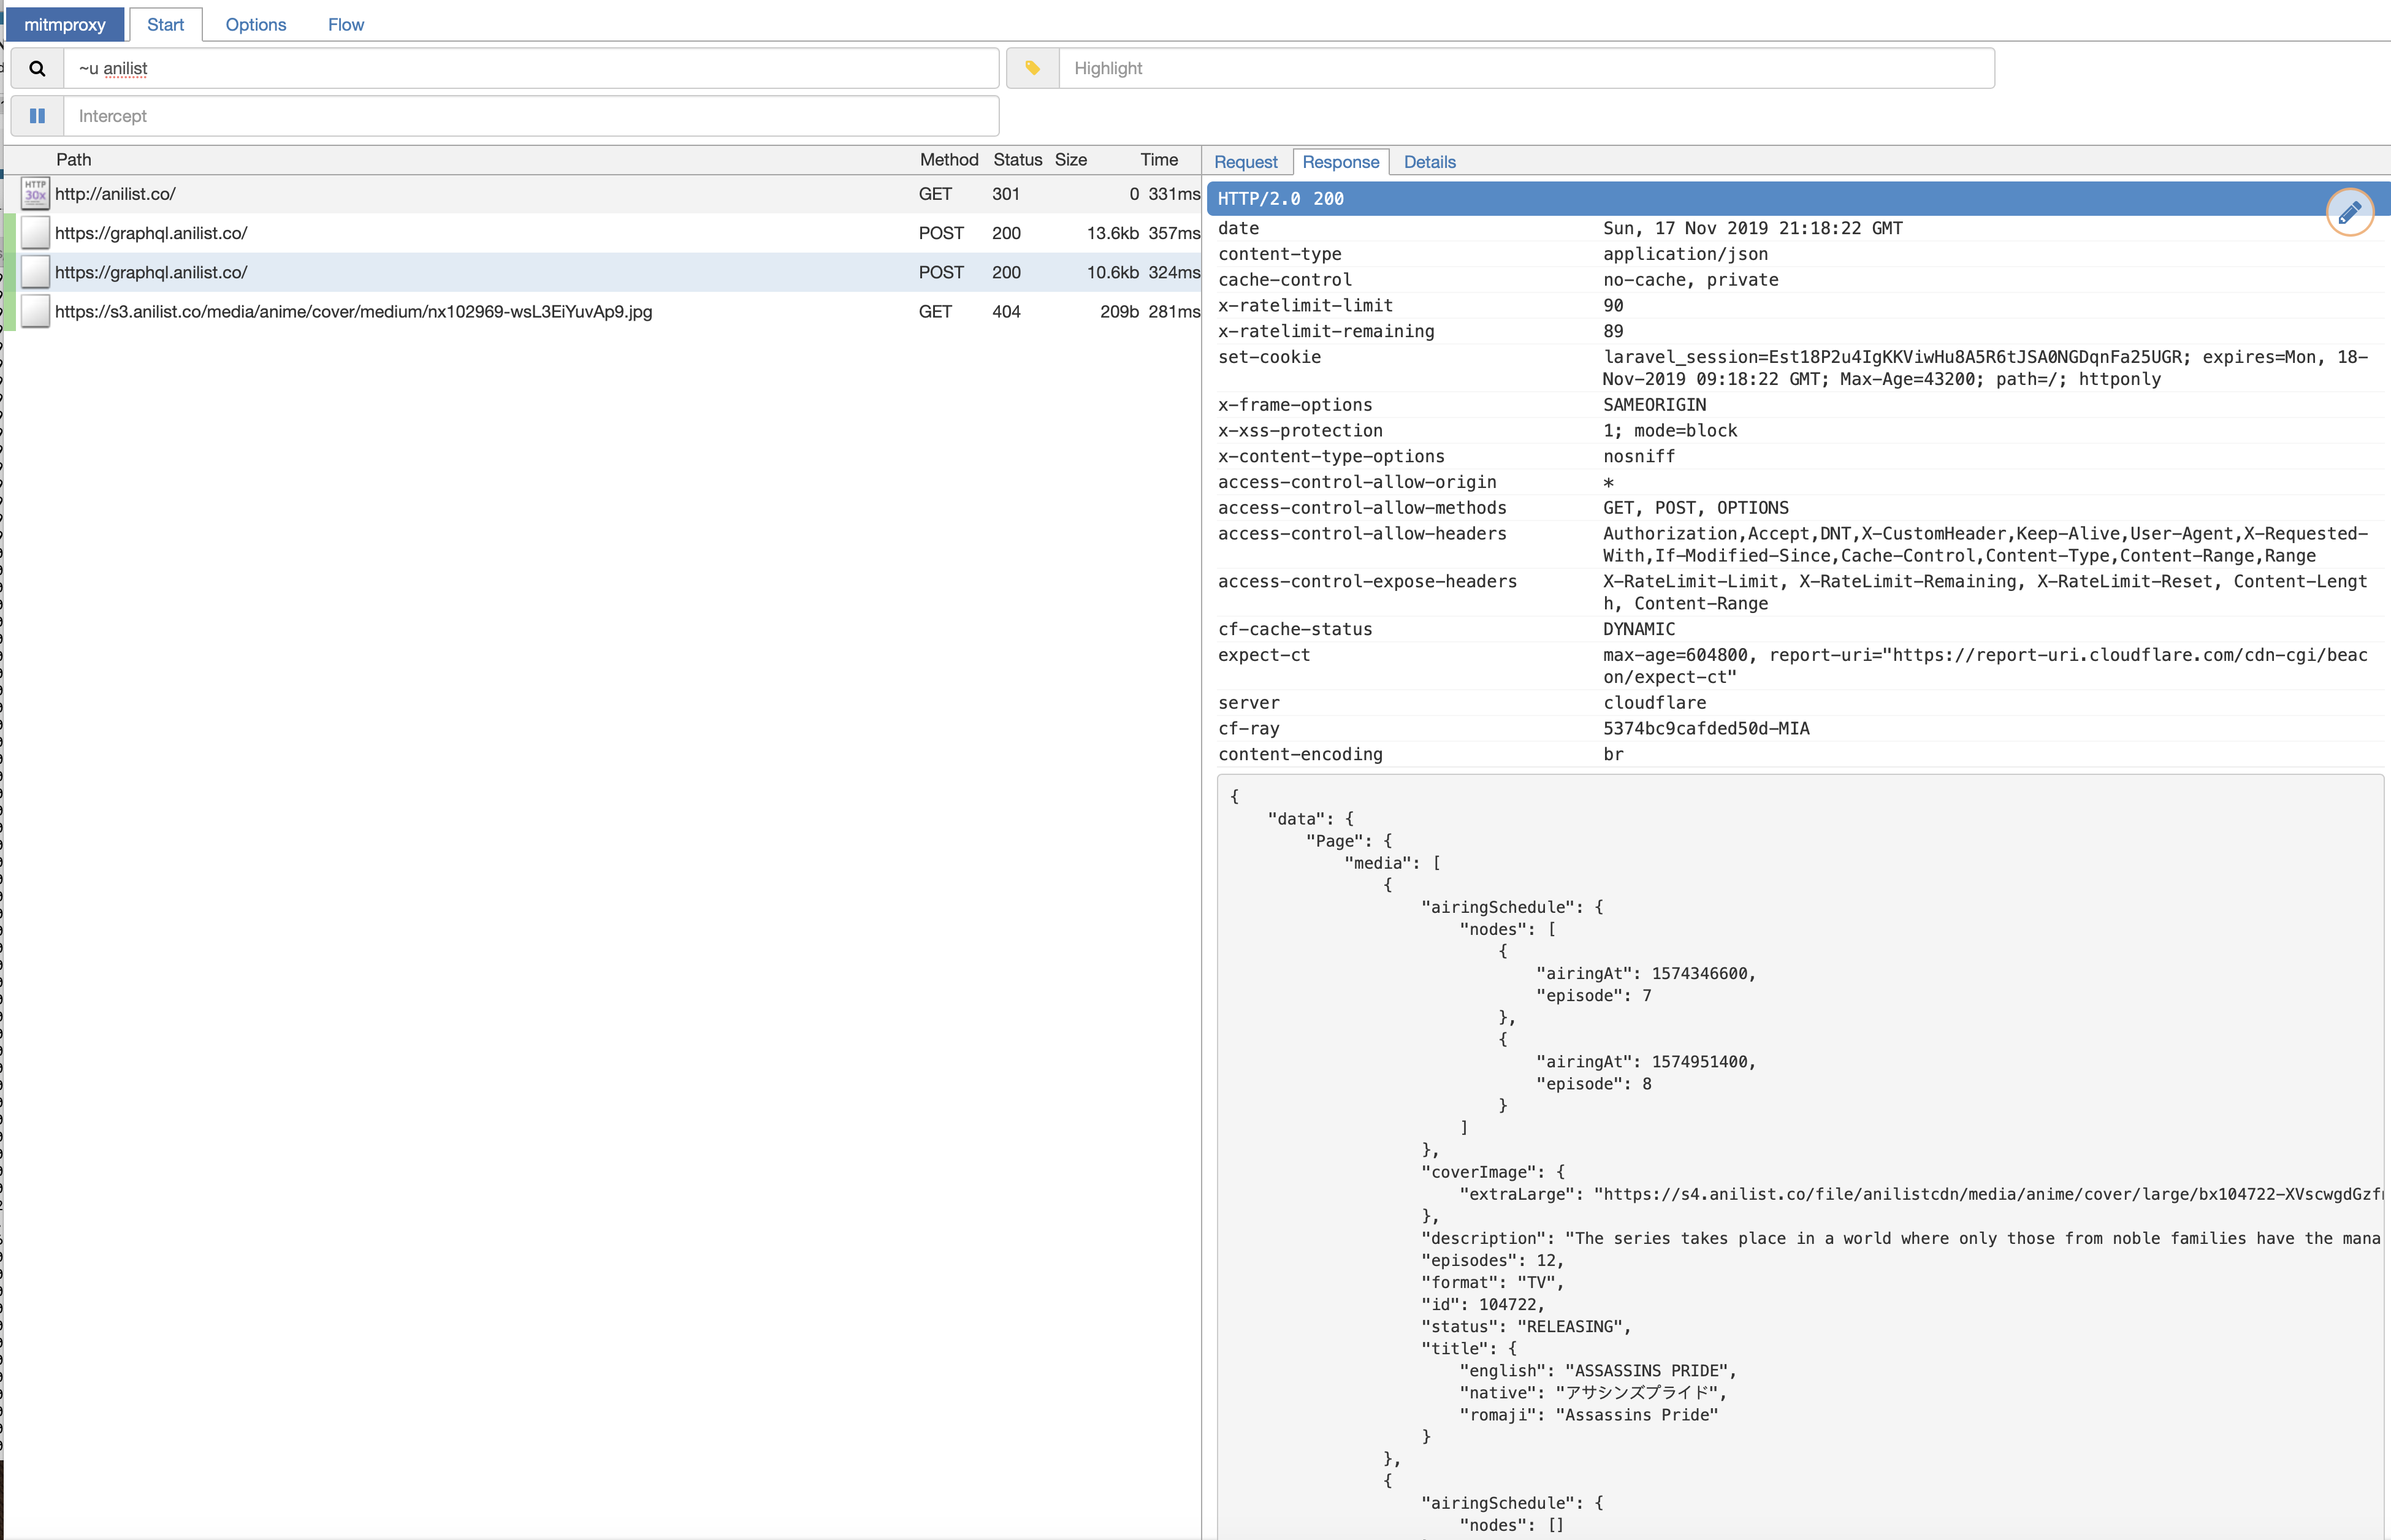 mitmproxy Start Options Flow
~u anilist
Highlight
Intercept
Path Method Status Size Time
HTTP 30x http://anilist.co/ GET 301 0 331ms
https://graphql.anilist.co/ POST 200 13.6kb 357ms
https://graphql.anilist.co/ POST 200 10.6kb 324ms
https://s3.anilist.co/media/anime/cover/medium/nx102969-wsL3EiYuvAp9.jpg GET 404 209b 281ms
Request Response Details
HTTP/2.0 200
date Sun, 17 Nov 2019 21:18:22 GMT
content-type application/json
cache-control no-cache, private
x-ratelimit-limit 90
x-ratelimit-remaining 89
set-cookie laravel_session=Est18P2u4IgKKViwHu8A5R6tJSA0NGDqnFa25UGR; expires=Mon, 18-
Nov-2019 09:18:22 GMT; Max-Age=43200; path=/; httponly
x-frame-options SAMEORIGIN
x-xss-protection 1; mode=block
x-content-type-options nosniff
access-control-allow-origin *
access-control-allow-methods GET, POST, OPTIONS
access-control-allow-headers Authorization,Accept,DNT,X-CustomHeader,Keep-Alive,User-Agent,X-Requested-
With,If-Modified-Since,Cache-Control,Content-Type,Content-Range,Range
access-control-expose-headers X-RateLimit-Limit, X-RateLimit-Remaining, X-RateLimit-Reset, Content-Lengt
h, Content-Range
cf-cache-status DYNAMIC
expect-ct max-age=604800, report-uri="https://report-uri.cloudflare.com/cdn-cgi/beac
on/expect-ct"
server cloudflare
cf-ray 5374bc9cafded50d-MIA
content-encoding br
{
"data": {
"Page": {
"media": [
{
"airingSchedule": {
"nodes": [
{
"airingAt": 1574346600,
"episode": 7
},
{
"airingAt": 1574951400,
"episode": 8
}
]
},
"coverImage": {
"extraLarge": "https://s4.anilist.co/file/anilistcdn/media/anime/cover/large/bx104722-XVscwgdGzf
},
"description": "The series takes place in a world where only those from noble families have the mana
"episodes": 12,
"format": "TV",
"id": 104722,
"status": "RELEASING",
"title": {
"english": "ASSASSINS PRIDE",
"native": "アサシンズプライド",
"romaji": "Assassins Pride"
}
},
{
"airingSchedule": {
"nodes": []